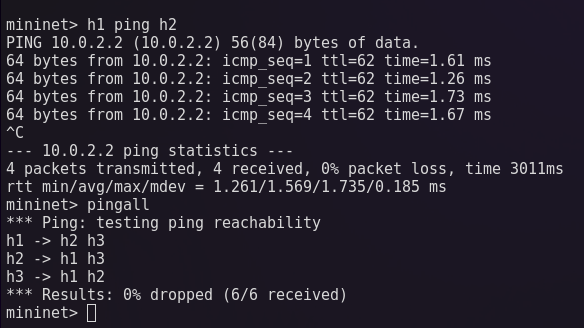 mininet> h1 ping h2
PING 10.0.2.2 (10.0.2.2) 56(84) bytes of data.
64 bytes from 10.0.2.2: icmp_seq=1 ttl=62 time=1.61 ms
64 bytes from 10.0.2.2: icmp_seq=2 ttl=62 time=1.26 ms
64 bytes from 10.0.2.2: icmp_seq=3 ttl=62 time=1.73 ms
64 bytes from 10.0.2.2: icmp_seq=4 ttl=62 time=1.67 ms
^C
--- 10.0.2.2 ping statistics ---
4 packets transmitted, 4 received, 0% packet loss, time 3011ms
rtt min/avg/max/mdev = 1.261/1.569/1.735/0.185 ms
mininet> pingall
*** Ping: testing ping reachability
h1 -> h2 h3
h2 -> h1 h3
h3 -> h1 h2
*** Results: 0% dropped (6/6 received)
mininet>